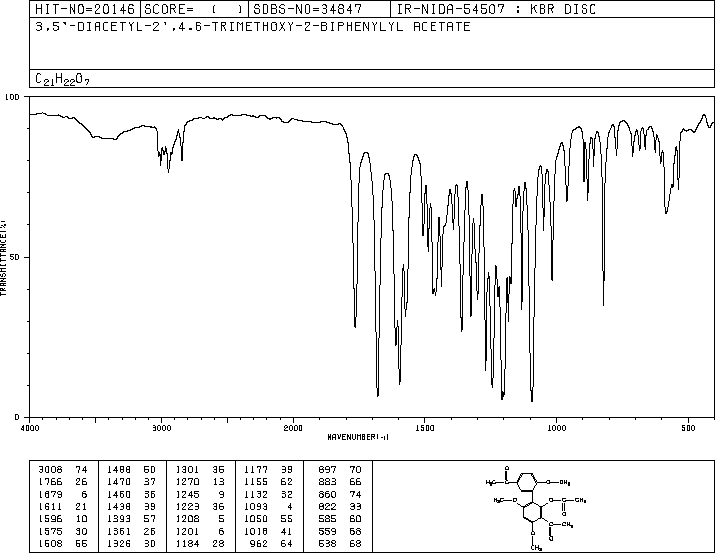 HIT-NO=20146 SCORE= ( ) SDBS-NO=34847 IR-NIDA-54507 : KBR DISC
3,5'-DIACETYL-2',4,6-TRIMETHOXY-2-BIPHENYLYL ACETATE
C21H22O7
100
50
0
TRANSMITTANCE(%)
4000 3000 2000 1500 1000 500
WAVENUMBER(-1)
3008 74 1488 50 1301 35 1177 39 897 70
1766 26 1470 37 1270 13 1155 62 883 66
1679 6 1460 36 1245 9 1132 32 860 74
1611 21 1438 39 1223 36 1093 4 822 33
1596 10 1393 57 1208 5 1050 55 585 60
1575 30 1361 25 1201 6 1018 41 559 68
1508 55 1326 30 1184 28 962 64 538 68